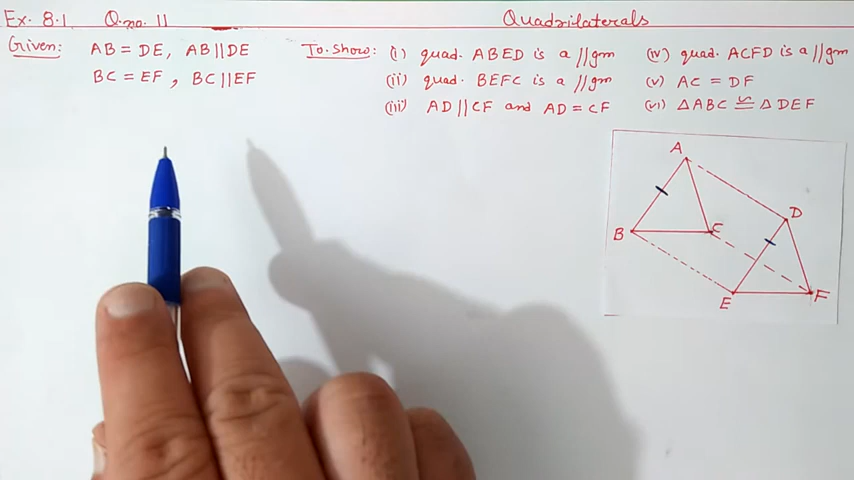 Ex. 8.1 Q.no. 11 Quadrilaterals
Given: AB = DE, AB||DE
BC = EF, BC||EF
To Show: (i) quad. ABED is a //gm
(ii) quad. BEFC is a //gm
(iii) AD||CF and AD = CF
(iv) quad. ACFD is a //gm
(v) AC = DF
(vi) △ABC ≅ △DEF
A
D
B
C
E
F